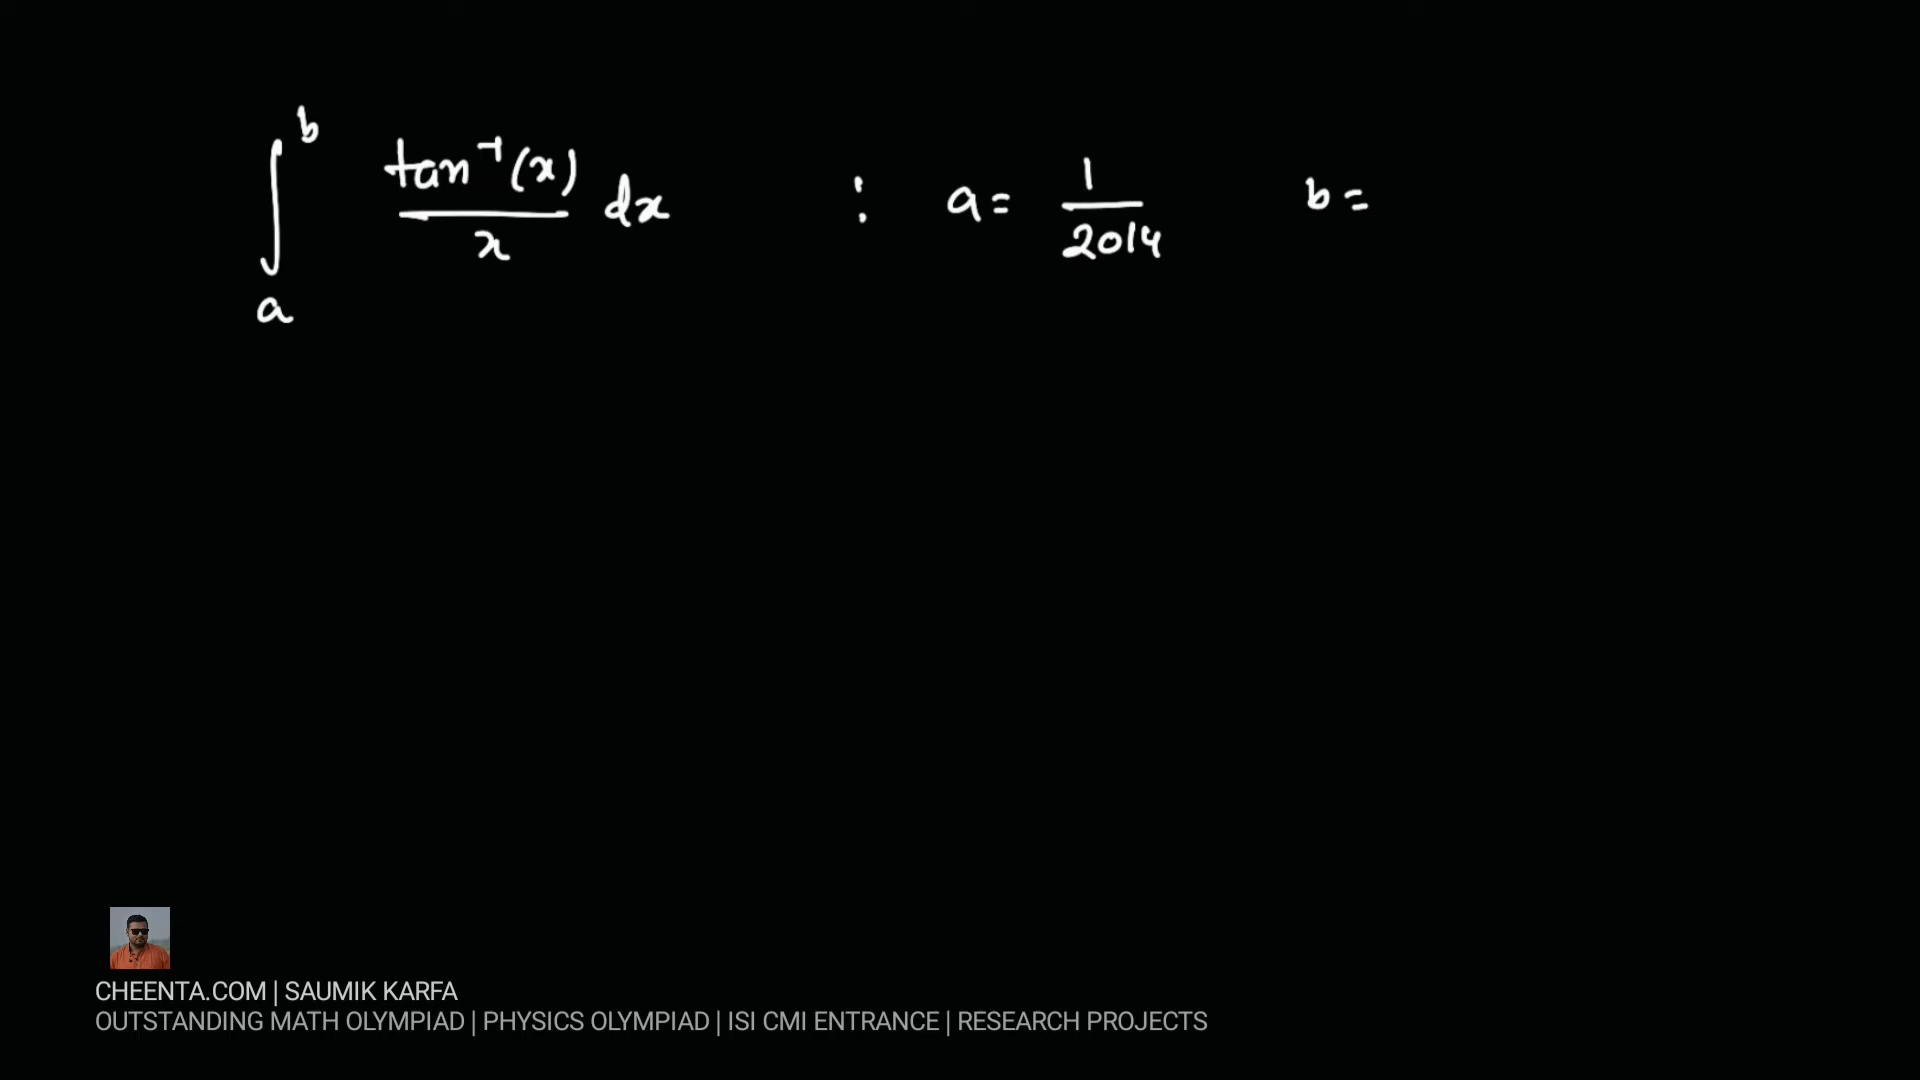 ∫_a^b tan⁻¹(x)/x dx : a = 1/2014 b =
CHEENTA.COM | SAUMIK KARFA
OUTSTANDING MATH OLYMPIAD | PHYSICS OLYMPIAD | ISI CMI ENTRANCE | RESEARCH PROJECTS